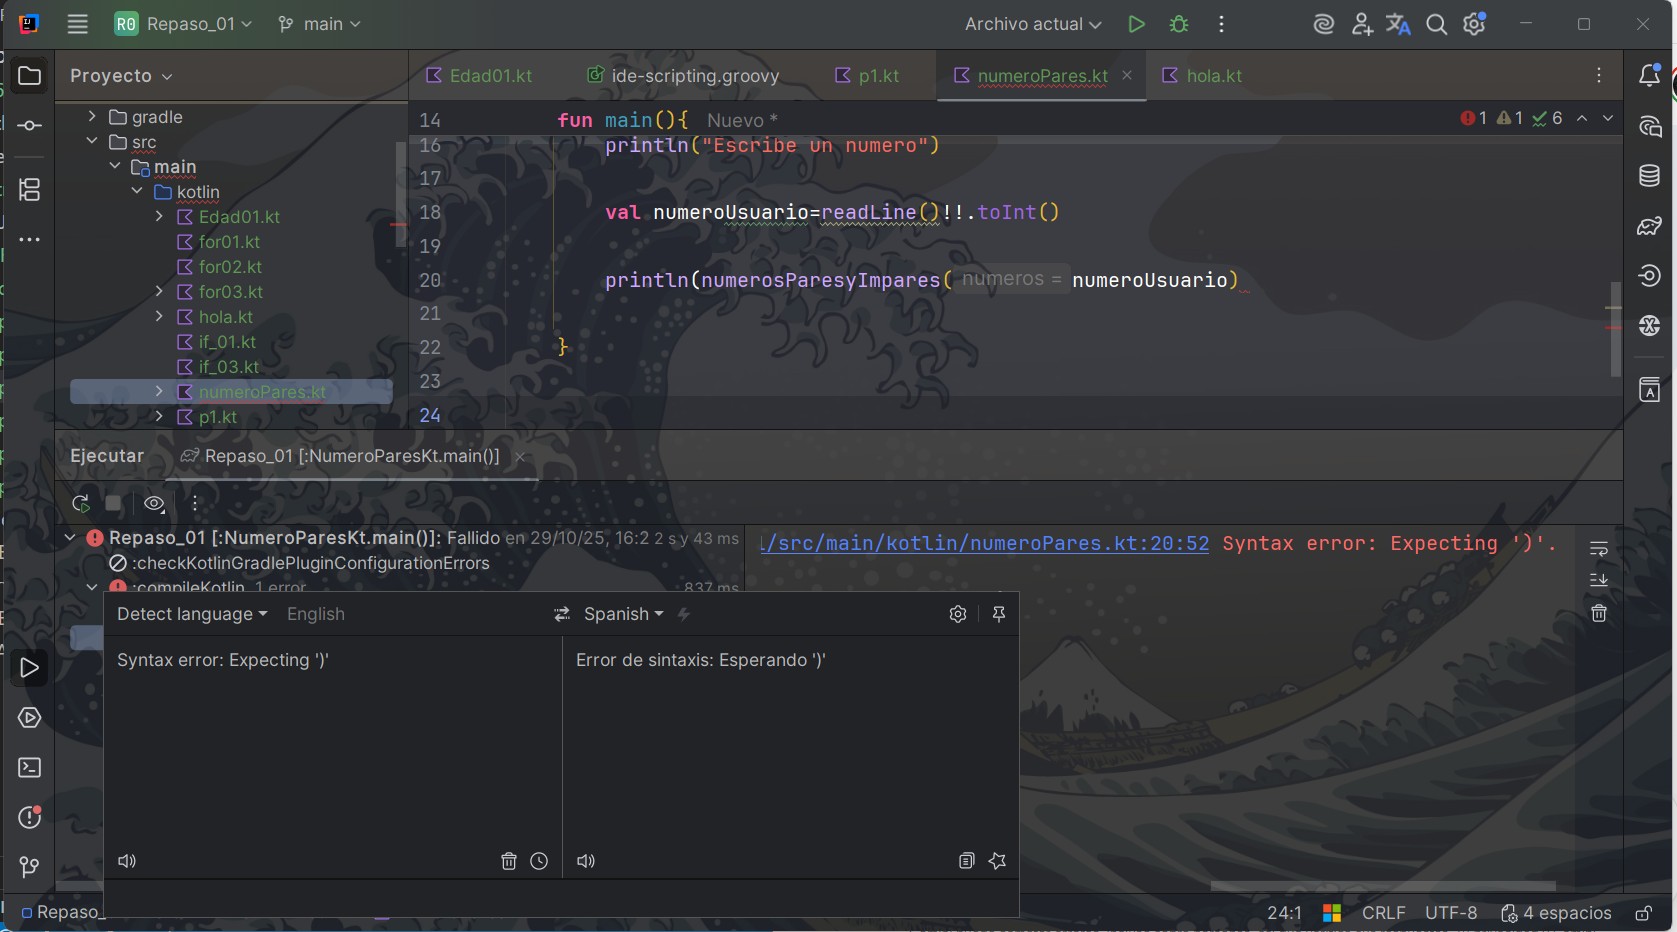 R0 Repaso_01 main Archivo actual
Proyecto
Edad01.kt ide-scripting.groovy p1.kt numeroPares.kt hola.kt
gradle
src
main
kotlin
Edad01.kt
for01.kt
for02.kt
for03.kt
hola.kt
if_01.kt
if_03.kt
numeroPares.kt
p1.kt
14 fun main(){ Nuevo *
1 1 6
16 println("Escribe un numero")
17
18 val numeroUsuario=readLine()!!.toInt()
19
20 println(numerosParesyImpares( numeros = numeroUsuario)
21
22 }
23
24
Ejecutar Repaso_01 [:NumeroParesKt.main()]
Repaso_01 [:NumeroParesKt.main()]: Fallido en 29/10/25, 16:2 2 s y 43 ms
:checkKotlinGradlePluginConfigurationErrors
:compileKotlin 1 error 837 ms
/src/main/kotlin/numeroPares.kt:20:52 Syntax error: Expecting ')'.
Detect language English Spanish
Syntax error: Expecting ')'
Error de sintaxis: Esperando ')'
Repaso_
24:1 CRLF UTF-8 4 espacios